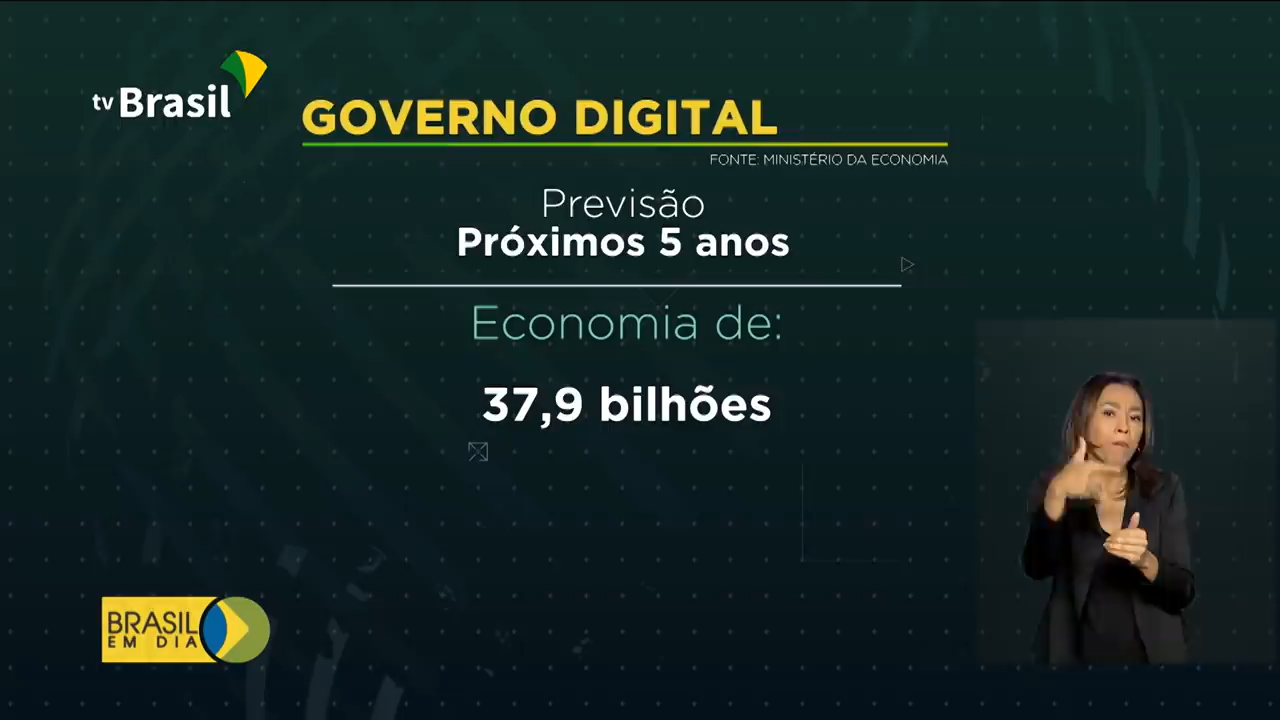 tv Brasil
GOVERNO DIGITAL
FONTE: MINISTÉRIO DA ECONOMIA
Previsão
Próximos 5 anos
Economia de:
37,9 bilhões
BRASIL
EM DIA